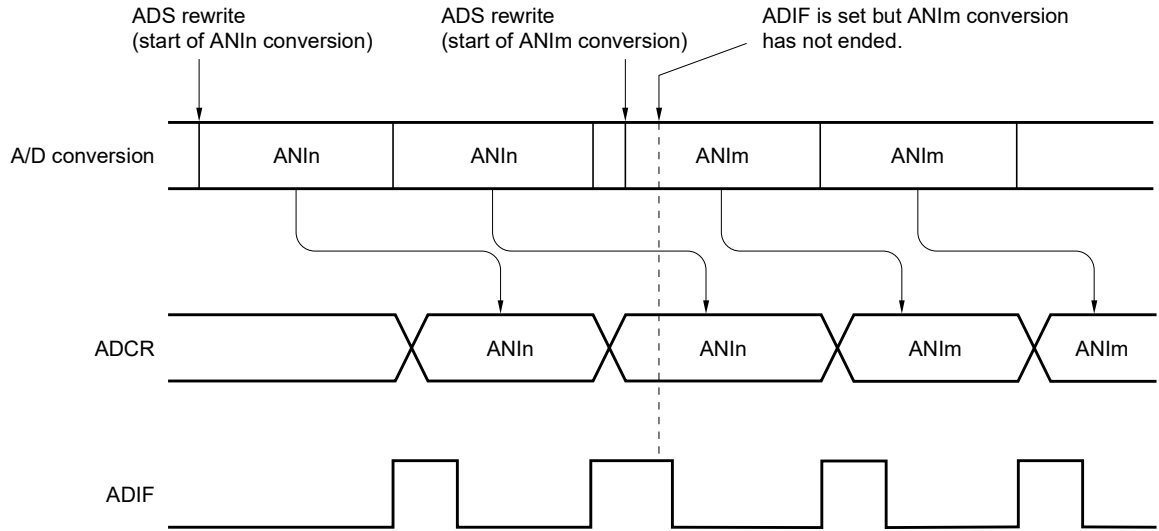 ADS rewrite
(start of ANIn conversion)
ADS rewrite
(start of ANIm conversion)
ADIF is set but ANIm conversion
has not ended.
A/D conversion
ANIn
ANIn
ANIm
ANIm
ADCR
ANIn
ANIn
ANIm
ANIm
ADIF